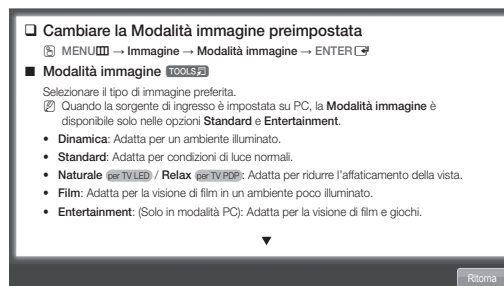 ❑ Cambiare la Modalità immagine preimpostata
MENU → Immagine → Modalità immagine → ENTER
■ Modalità immagine TOOLS
Selezionare il tipo di immagine preferita.
Quando la sorgente di ingresso è impostata su PC, la Modalità immagine è
disponibile solo nelle opzioni Standard e Entertainment.
• Dinamica: Adatta per un ambiente illuminato.
• Standard: Adatta per condizioni di luce normali.
• Naturale per TV LED / Relax per TV PDP: Adatta per ridurre l'affaticamento della vista.
• Film: Adatta per la visione di film in un ambiente poco illuminato.
• Entertainment: (Solo in modalità PC): Adatta per la visione di film e giochi.
▼
Ritorna